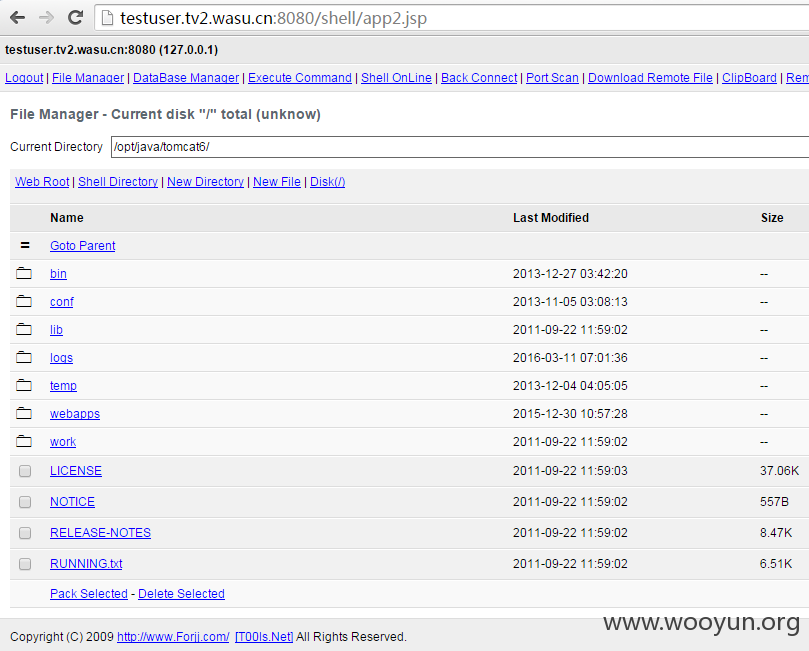 testuser.tv2.wasu.cn:8080/shell/app2.jsp
testuser.tv2.wasu.cn:8080 (127.0.0.1)
Logout | File Manager | DataBase Manager | Execute Command | Shell OnLine | Back Connect | Port Scan | Download Remote File | ClipBoard | Rem
File Manager - Current disk "/" total (unknow)
Current Directory /opt/java/tomcat6/
Web Root | Shell Directory | New Directory | New File | Disk(/)
Name Last Modified Size
= Goto Parent
bin 2013-12-27 03:42:20 --
conf 2013-11-05 03:08:13 --
lib 2011-09-22 11:59:02 --
logs 2016-03-11 07:01:36 --
temp 2013-12-04 04:05:05 --
webapps 2015-12-30 10:57:28 --
work 2011-09-22 11:59:02 --
LICENSE 2011-09-22 11:59:03 37.06K
NOTICE 2011-09-22 11:59:02 557B
RELEASE-NOTES 2011-09-22 11:59:02 8.47K
RUNNING.txt 2011-09-22 11:59:02 6.51K
Pack Selected - Delete Selected
www.wooyun.org
Copyright (C) 2009 http://www.Forjj.com/ [T00ls.Net] All Rights Reserved.